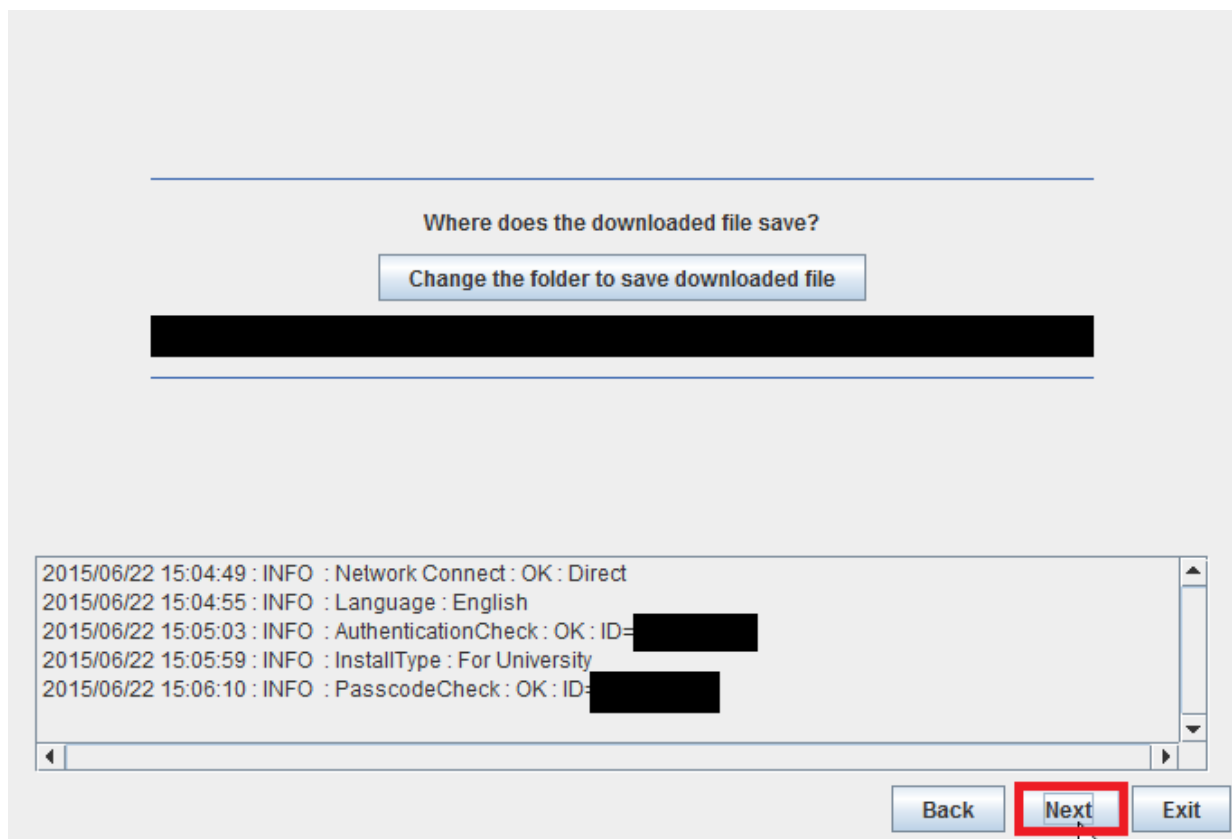 Where does the downloaded file save?
Change the folder to save downloaded file
2015/06/22 15:04:49 : INFO : Network Connect : OK : Direct
2015/06/22 15:04:55 : INFO : Language : English
2015/06/22 15:05:03 : INFO : AuthenticationCheck : OK : ID=
2015/06/22 15:05:59 : INFO : InstallType : For University
2015/06/22 15:06:10 : INFO : PasscodeCheck : OK : ID=
Back Next Exit